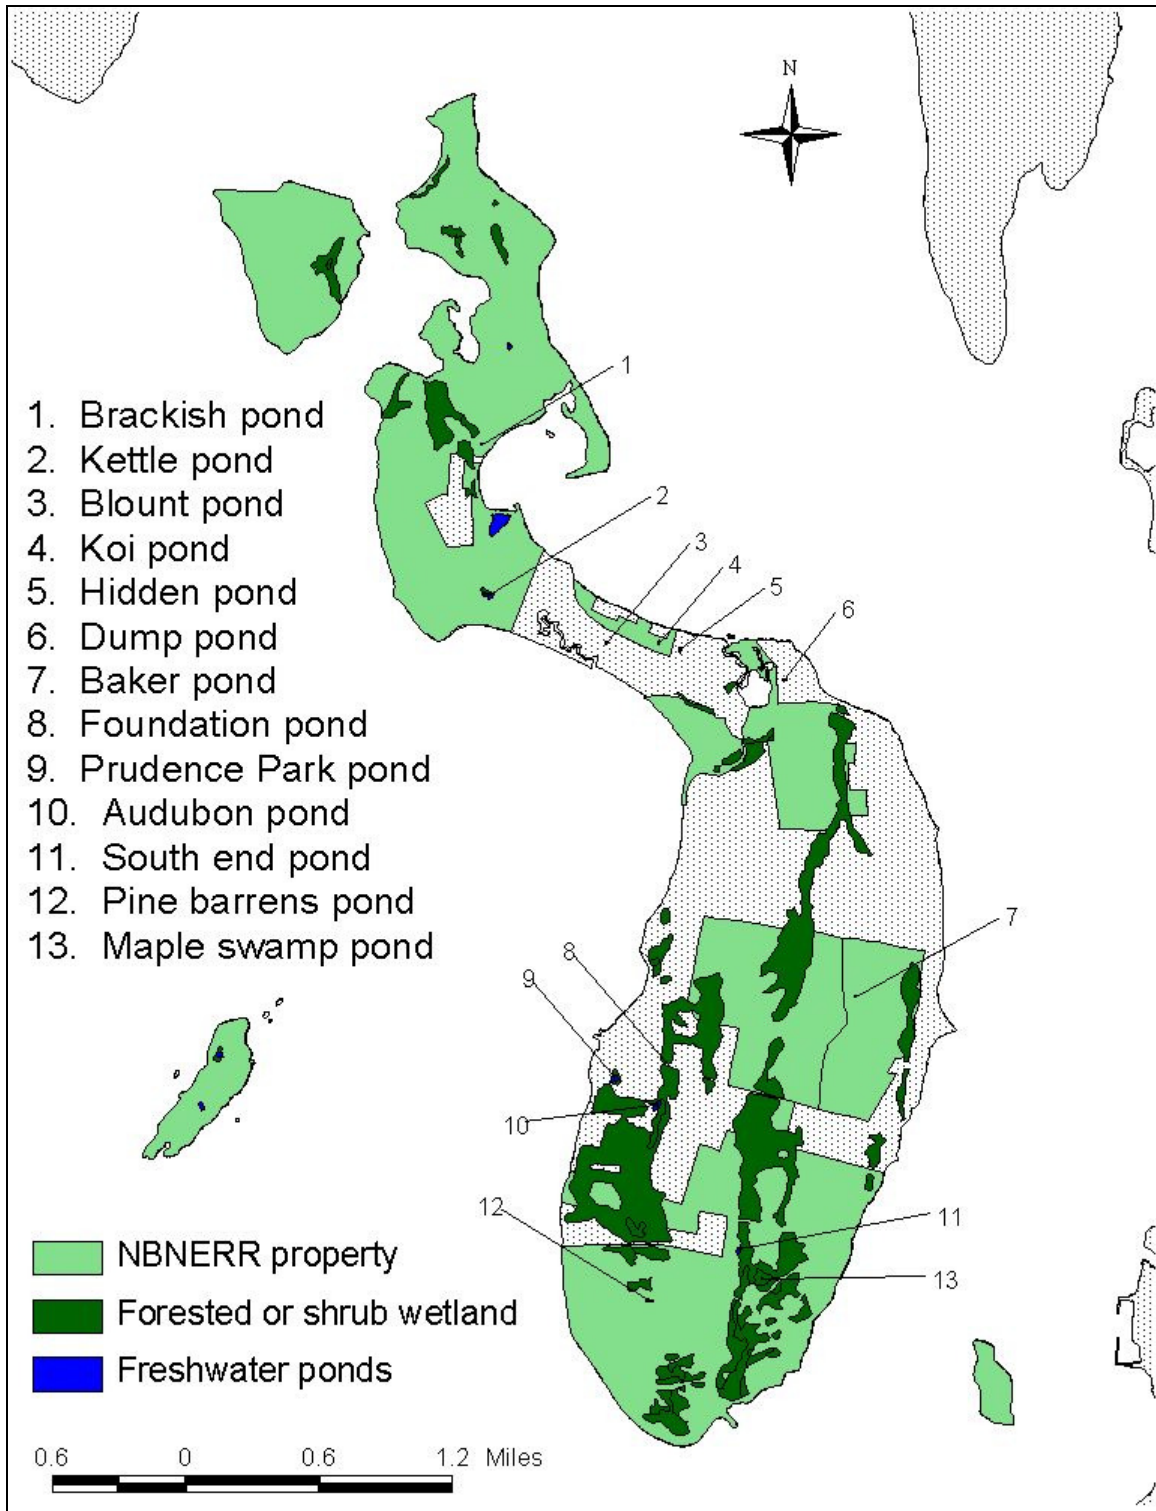 N
1. Brackish pond
2. Kettle pond
3. Blount pond
4. Koi pond
5. Hidden pond
6. Dump pond
7. Baker pond
8. Foundation pond
9. Prudence Park pond
10. Audubon pond
11. South end pond
12. Pine barrens pond
13. Maple swamp pond
1
2
3
4
5
6
7
8
9
10
12
11
13
NBNERR property
Forested or shrub wetland
Freshwater ponds
0.6 0 0.6 1.2 Miles